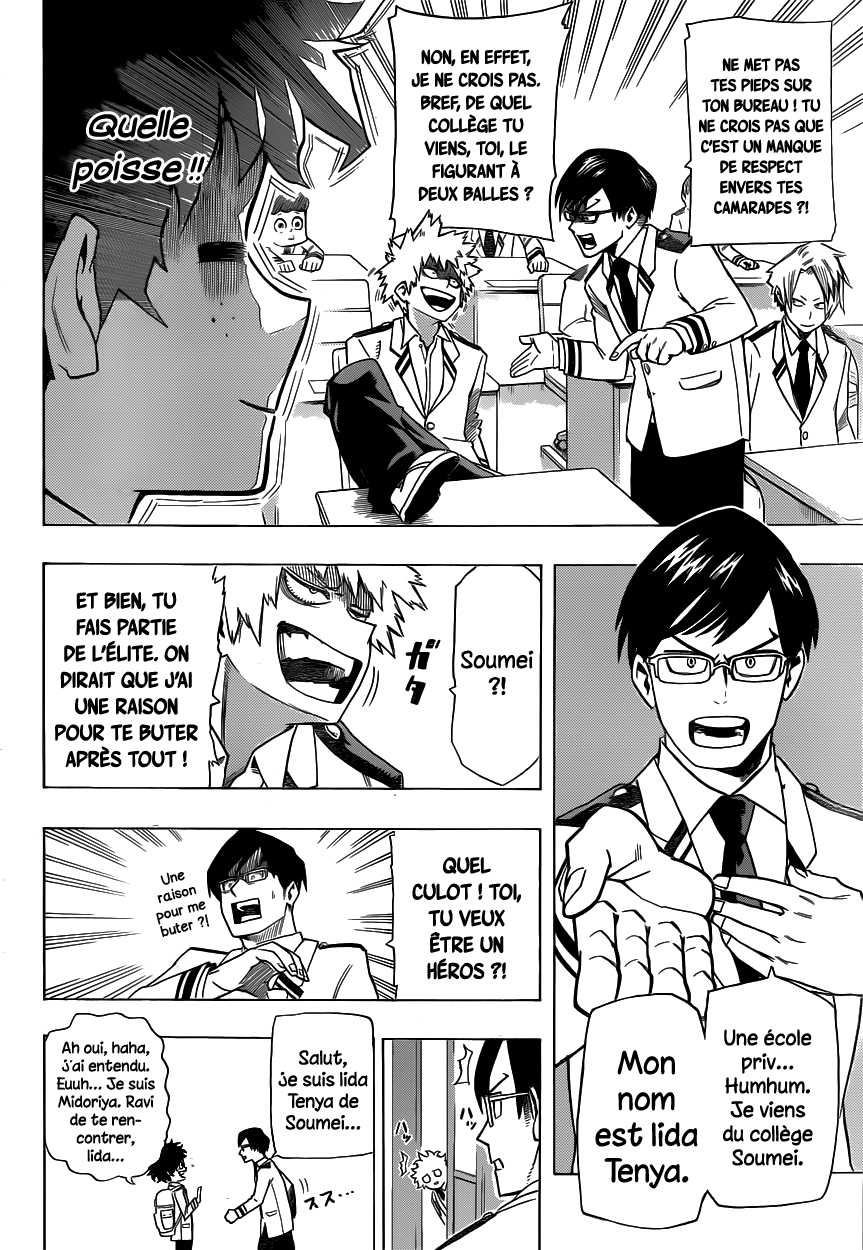 NE MET PAS
TES PIEDS SUR
TON BUREAU ! TU
NE CROIS PAS QUE
C'EST UN MANQUE
DE RESPECT
ENVERS TES
CAMARADES ?!
NON, EN EFFET,
JE NE CROIS PAS.
BREF, DE QUEL
COLLÈGE TU
VIENS, TOI, LE
FIGURANT À
DEUX BALLES ?
Quelle
poisse !!
Une école
priv...
Humhum.
Je viens
du collège
Soumei.
Mon
nom
est Iida
Tenya.
Soumei
?!
ガタ
ET BIEN, TU
FAIS PARTIE
DE L'ÉLITE. ON
DIRAIT QUE J'AI
UNE RAISON
POUR TE BUTER
APRÈS TOUT !
QUEL
CULOT ! TOI,
TU VEUX
ÊTRE UN
HÉROS ?!
Une
raison
pour me
buter ?!
Salut,
je suis Iida
Tenya de
Soumei...
スス...
Ah oui, haha,
j'ai entendu.
Euuh... Je suis
Midoriya. Ravi
de te ren-
contrer,
Iida...